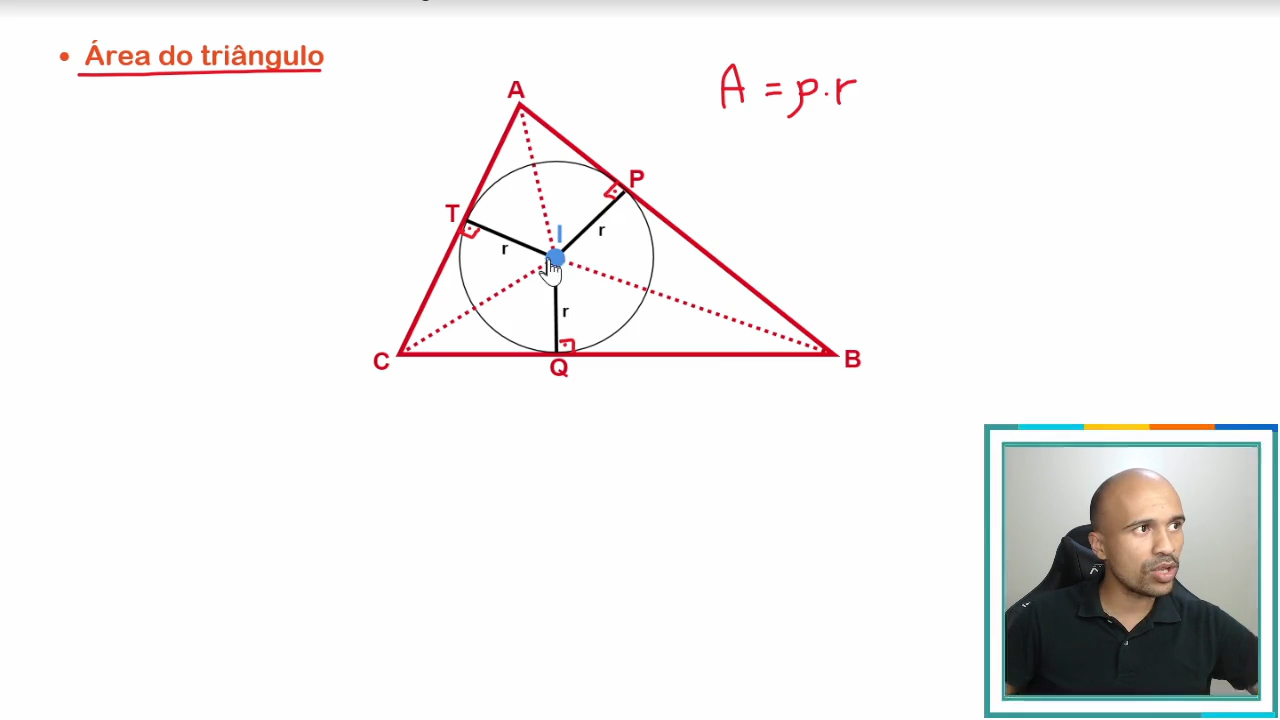 • Área do triângulo
A = p.r
A
P
T
I
r
r
r
C
Q
B